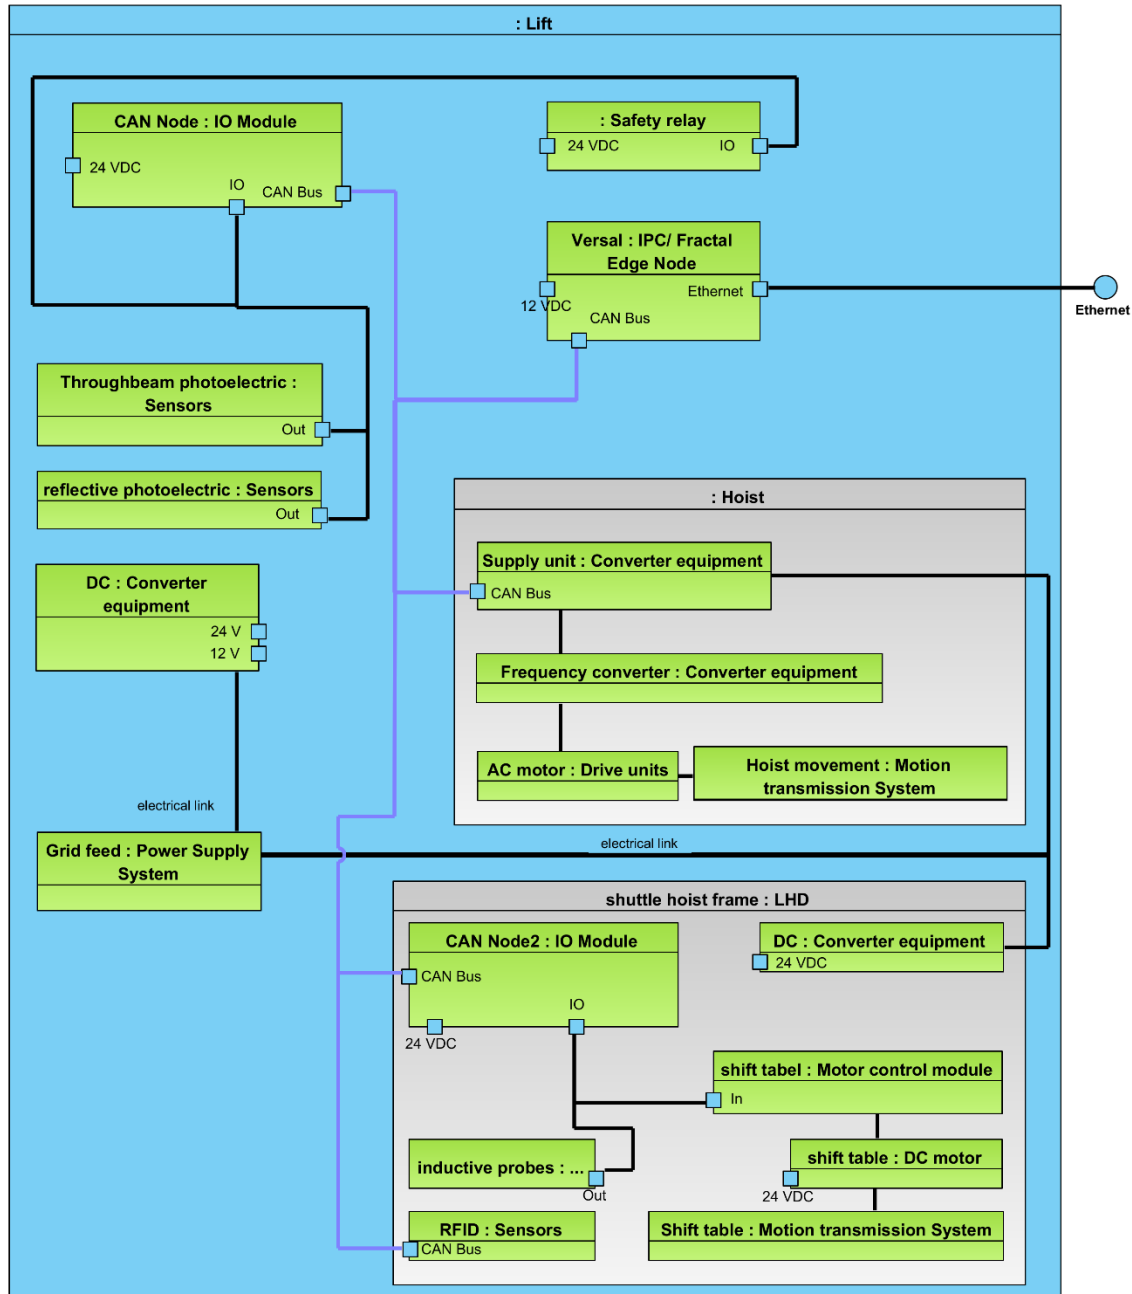 : Lift
CAN Node : IO Module
24 VDC
IO
CAN Bus
: Safety relay
24 VDC
IO
Versal : IPC/ Fractal
Edge Node
Ethernet
12 VDC
CAN Bus
Ethernet
Throughbeam photoelectric :
Sensors
Out
reflective photoelectric : Sensors
Out
DC : Converter
equipment
24 V
12 V
electrical link
Grid feed : Power Supply
System
: Hoist
Supply unit : Converter equipment
CAN Bus
Frequency converter : Converter equipment
AC motor : Drive units
Hoist movement : Motion
transmission System
electrical link
shuttle hoist frame : LHD
CAN Node2 : IO Module
CAN Bus
IO
24 VDC
DC : Converter equipment
24 VDC
shift tabel : Motor control module
In
inductive probes : ...
Out
shift table : DC motor
24 VDC
RFID : Sensors
CAN Bus
Shift table : Motion transmission System